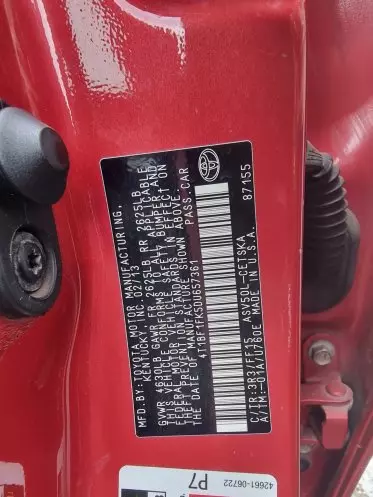 MFD. BY: TOYOTA MOTOR MANUFACTURING,
KENTUCKY, INC 02/13
GVWR 4630LB GAWR FR 2625LB RR 2625LB
THIS VEHICLE CONFORMS TO ALL APPLICABLE
FEDERAL MOTOR VEHICLE SAFETY, BUMPER, AND
THEFT PREVENTION STANDARDS IN EFFECT ON
THE DATE OF MANUFACTURE SHOWN ABOVE.
4T1BF1FK5DU657361 PASS.CAR
C/TR:3R3/FF15 ASV50L-CETSKA
A/TM:-01A/U760E MADE IN U.S.A.
87155
42661-06722
P7